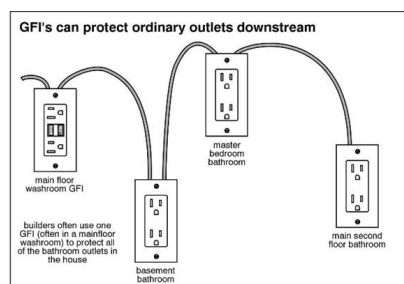 GFI's can protect ordinary outlets downstream
main floor
washroom GFI
master
bedroom
bathroom
main second
floor bathroom
builders often use one
GFI (often in a mainfloor
washroom) to protect all
of the bathroom outlets in
the house
basement
bathroom